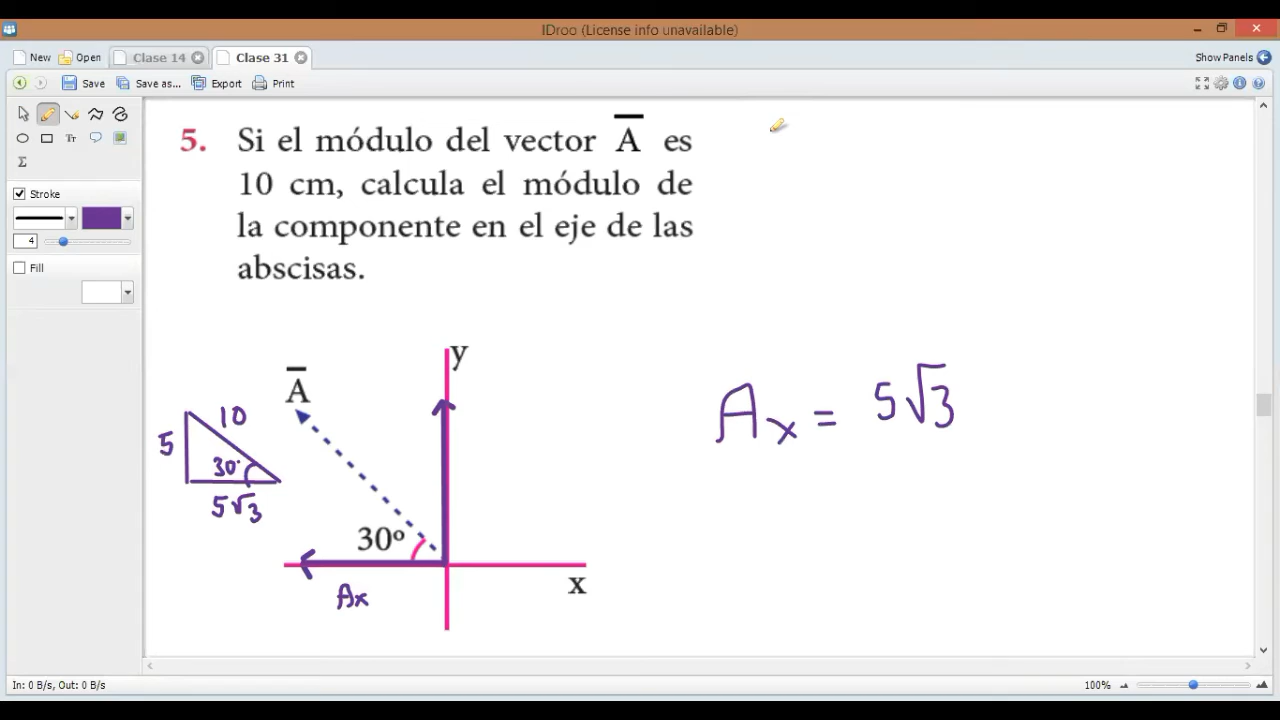 IDroo (License info unavailable)
New Open Clase 14 Clase 31 Show Panels
Save Save as... Export Print
Stroke
4
Fill
5. Si el módulo del vector A̅ es
10 cm, calcula el módulo de
la componente en el eje de las
abscisas.
y
A̅
10
5
30°
5√3
30º
x
Ax
Ax = 5√3
In: 0 B/s, Out: 0 B/s 100%